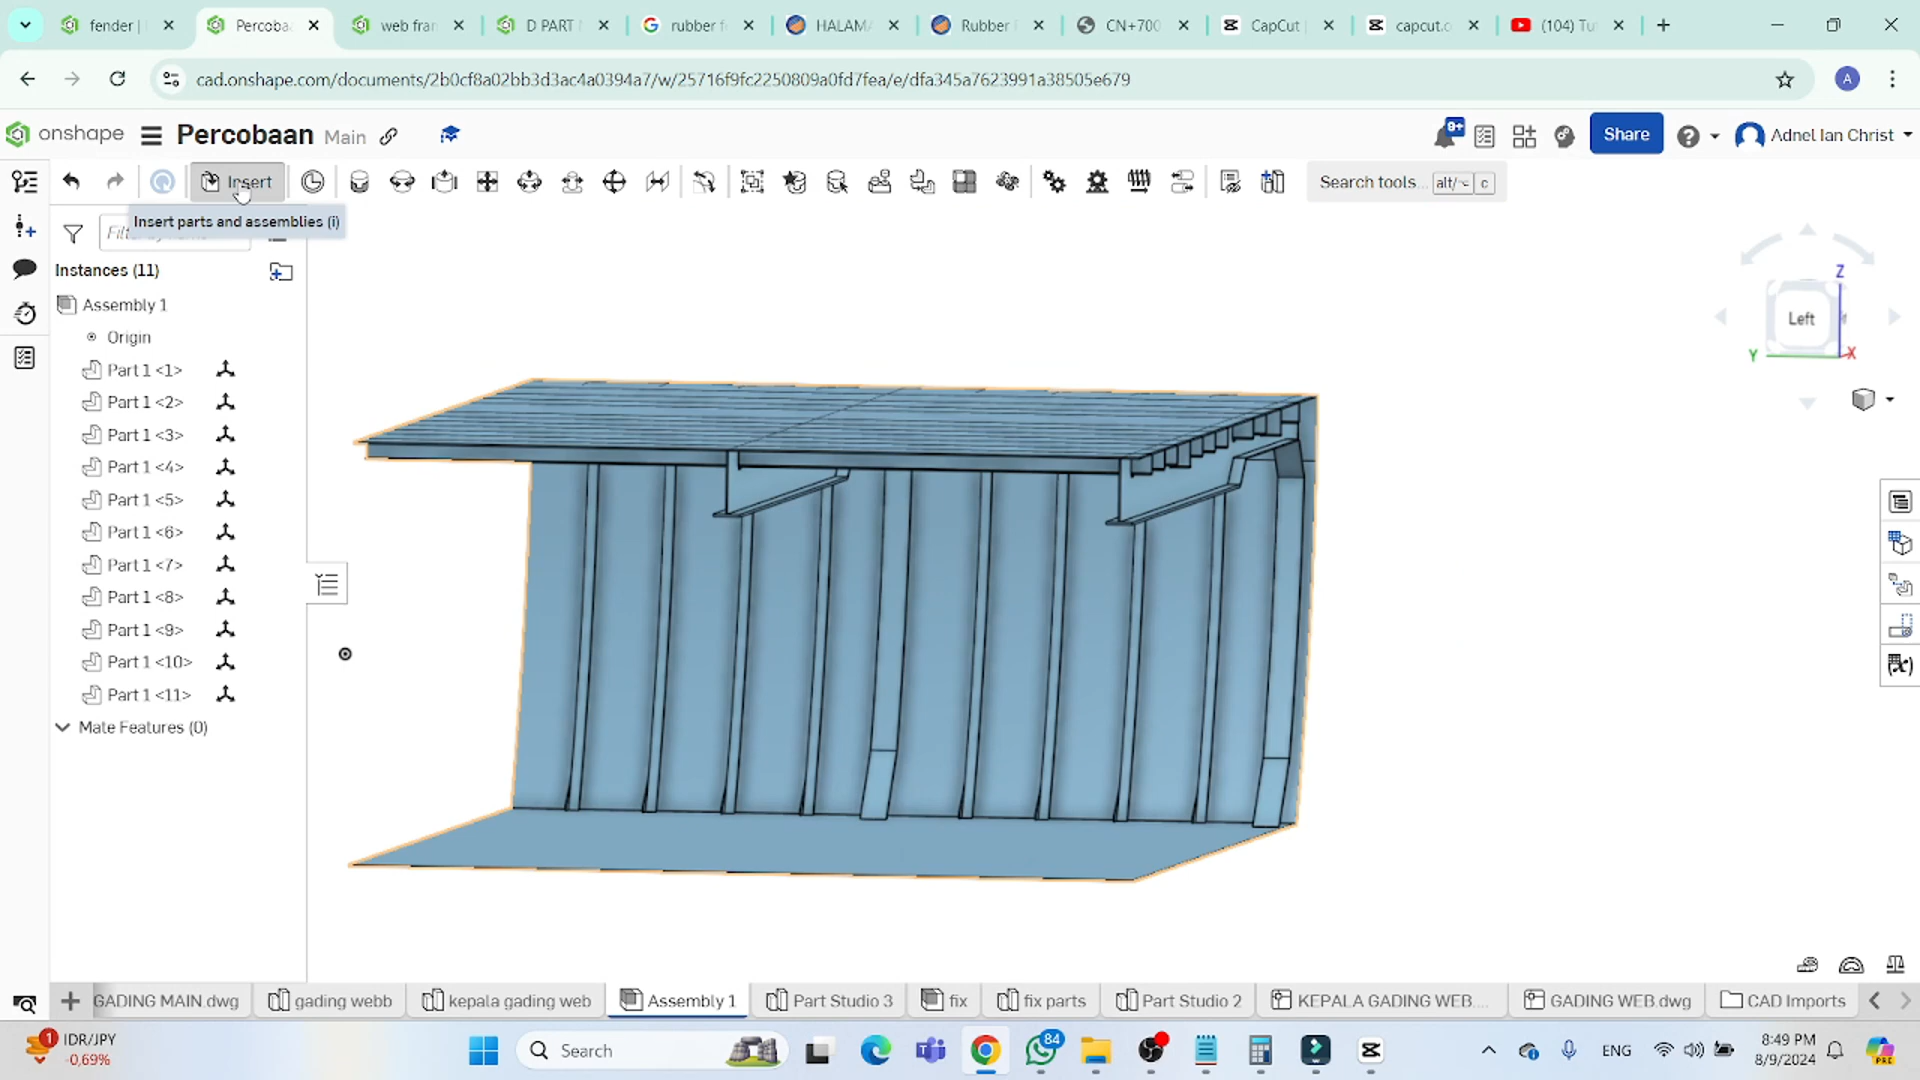 fender |
Percoba
web fran
D PART
rubber f
HALAMA
Rubber
CN+700
CapCut |
capcut.c
(104) Tu
cad.onshape.com/documents/2b0cf8a02bb3d3ac4a0394a7/w/25716f9fc2250809a0fd7fea/e/dfa345a7623991a38505e679
A
onshape
Percobaan Main
9+
Share
Adnel Ian Christ
Insert
Search tools... alt/⌥ c
Insert parts and assemblies (i)
Instances (11)
Assembly 1
Origin
Part 1 <1>
Part 1 <2>
Part 1 <3>
Part 1 <4>
Part 1 <5>
Part 1 <6>
Part 1 <7>
Part 1 <8>
Part 1 <9>
Part 1 <10>
Part 1 <11>
Mate Features (0)
Z
Left
Y
X
GADING MAIN.dwg
gading webb
kepala gading web
Assembly 1
Part Studio 3
fix
fix parts
Part Studio 2
KEPALA GADING WEB....
GADING WEB.dwg
CAD Imports
1
IDR/JPY
-0,69%
Search
84
ENG
8:49 PM
8/9/2024
PRE